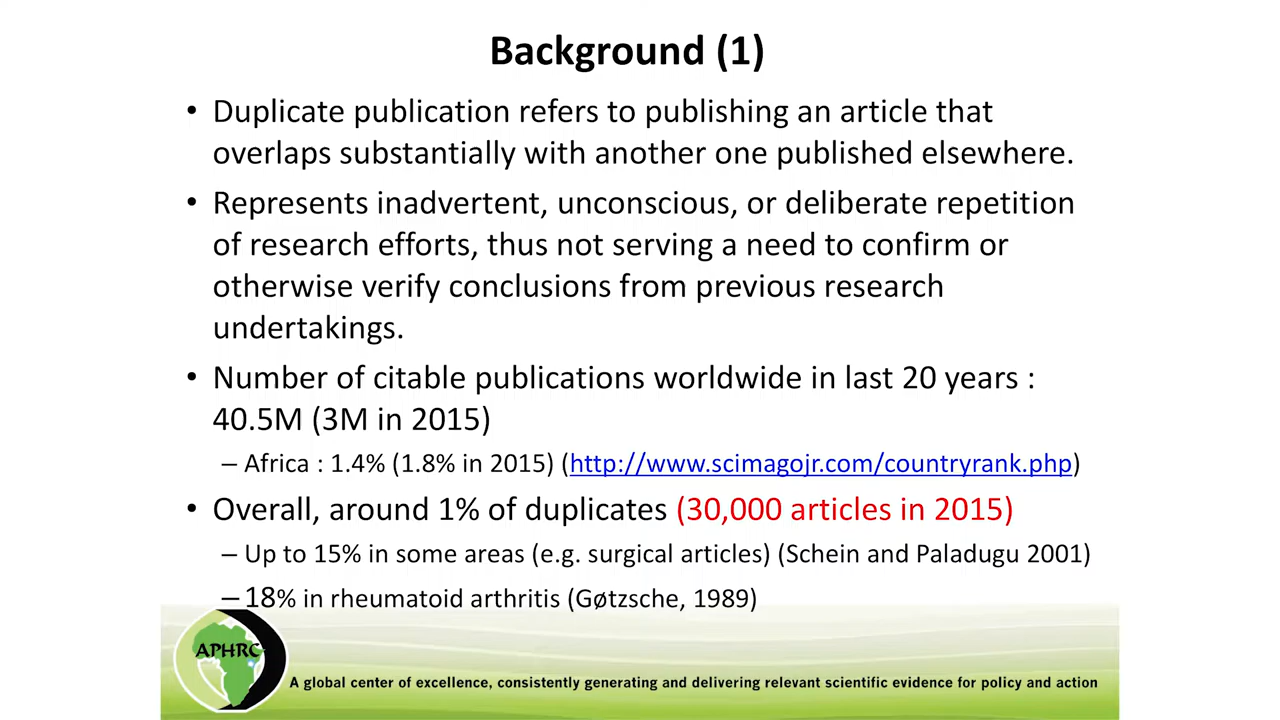 Background (1)
• Duplicate publication refers to publishing an article that
overlaps substantially with another one published elsewhere.
• Represents inadvertent, unconscious, or deliberate repetition
of research efforts, thus not serving a need to confirm or
otherwise verify conclusions from previous research
undertakings.
• Number of citable publications worldwide in last 20 years :
40.5M (3M in 2015)
– Africa : 1.4% (1.8% in 2015) (http://www.scimagojr.com/countryrank.php)
• Overall, around 1% of duplicates (30,000 articles in 2015)
– Up to 15% in some areas (e.g. surgical articles) (Schein and Paladugu 2001)
– 18% in rheumatoid arthritis (Gøtzsche, 1989)
APHRC
A global center of excellence, consistently generating and delivering relevant scientific evidence for policy and action